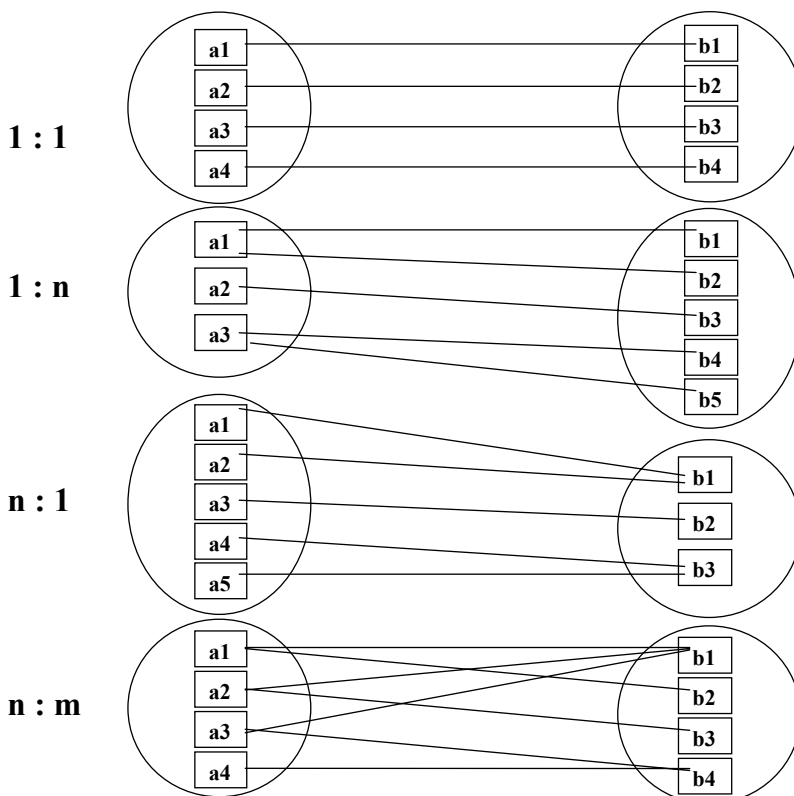 1 : 1
a1 b1
a2 b2
a3 b3
a4 b4
1 : n
a1 b1
a2 b2
a3 b3
b4
b5
n : 1
a1
a2 b1
a3 b2
a4 b3
a5
n : m
a1 b1
a2 b2
a3 b3
a4 b4